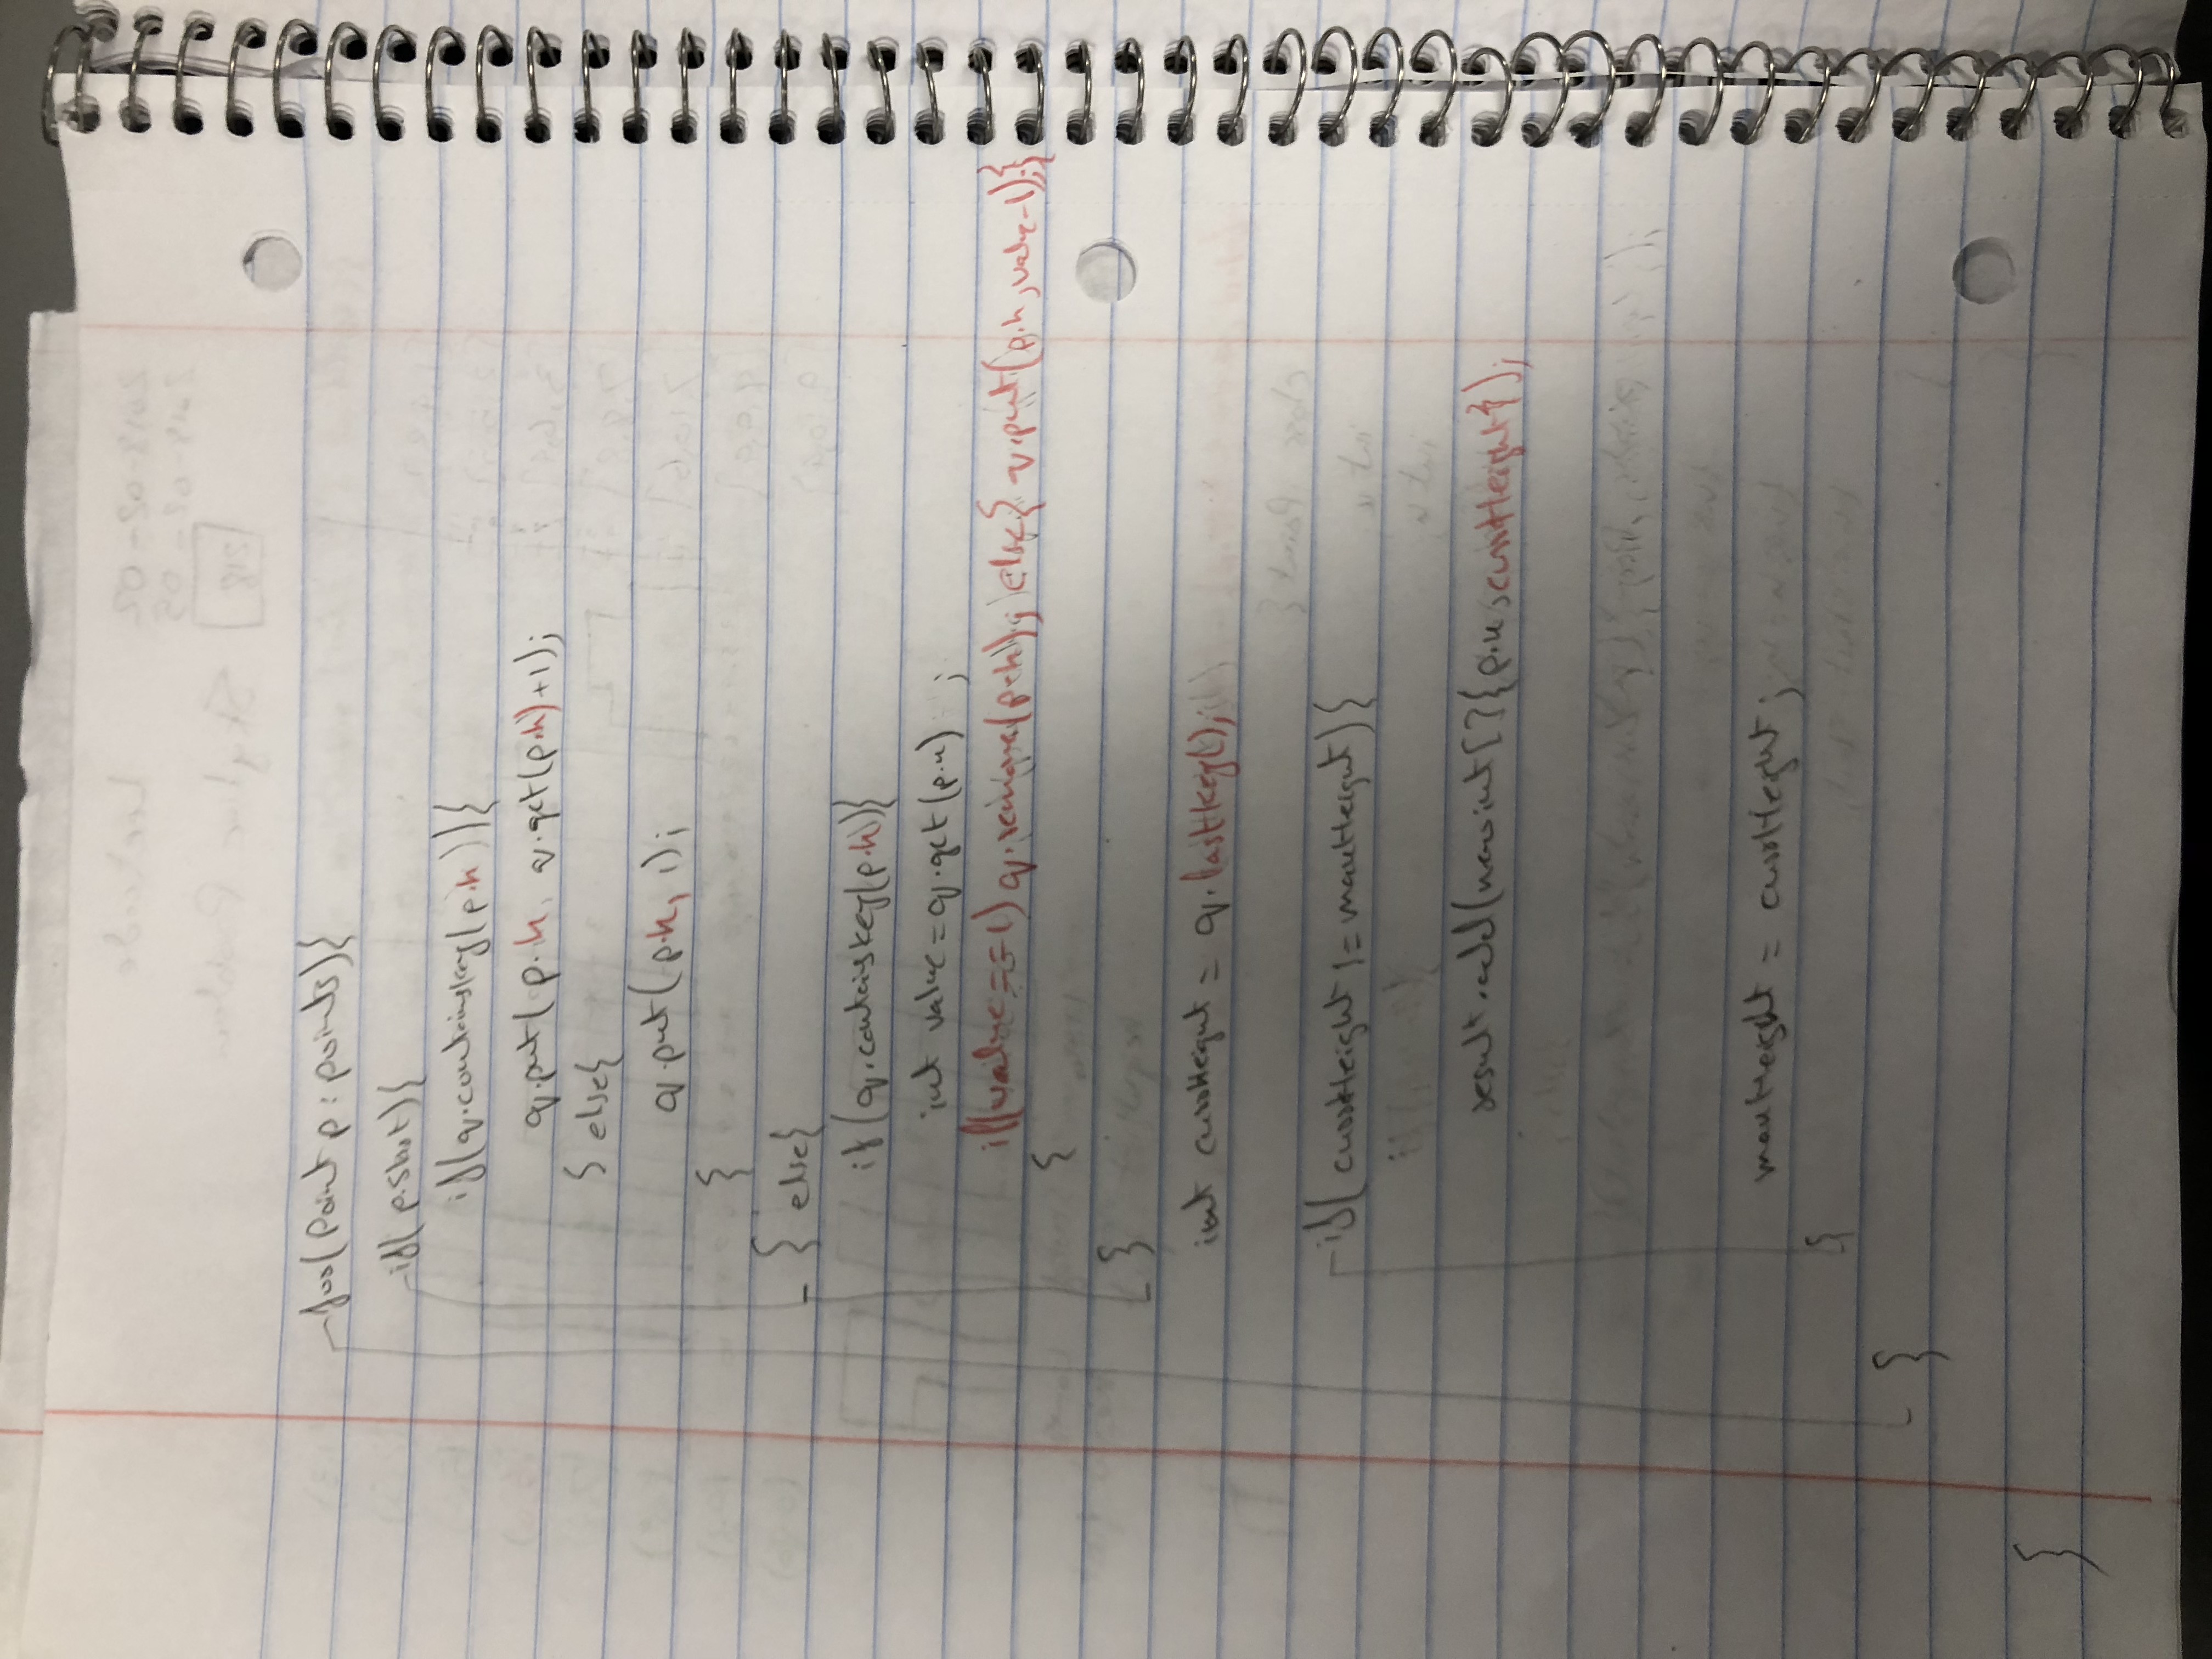 for(Point p : points){
if( p.start){
if(q.containsKey(p.h)){
q.put( p.h, q.get(p.h)+1);
} else{
q.put(p.h, 1);
}
} else{
if(q.containsKey(p.h)){
int value=q.get(p.h) ;
if(value==1) q.remove(p.h); else{ q.put(p.h,value-1);}
}
}
int currHeight = q.lastKey();
if( currHeight != maxHeight){
result.add(new int[]{p.x,currHeight});
maxHeight = currHeight;
}
}
}